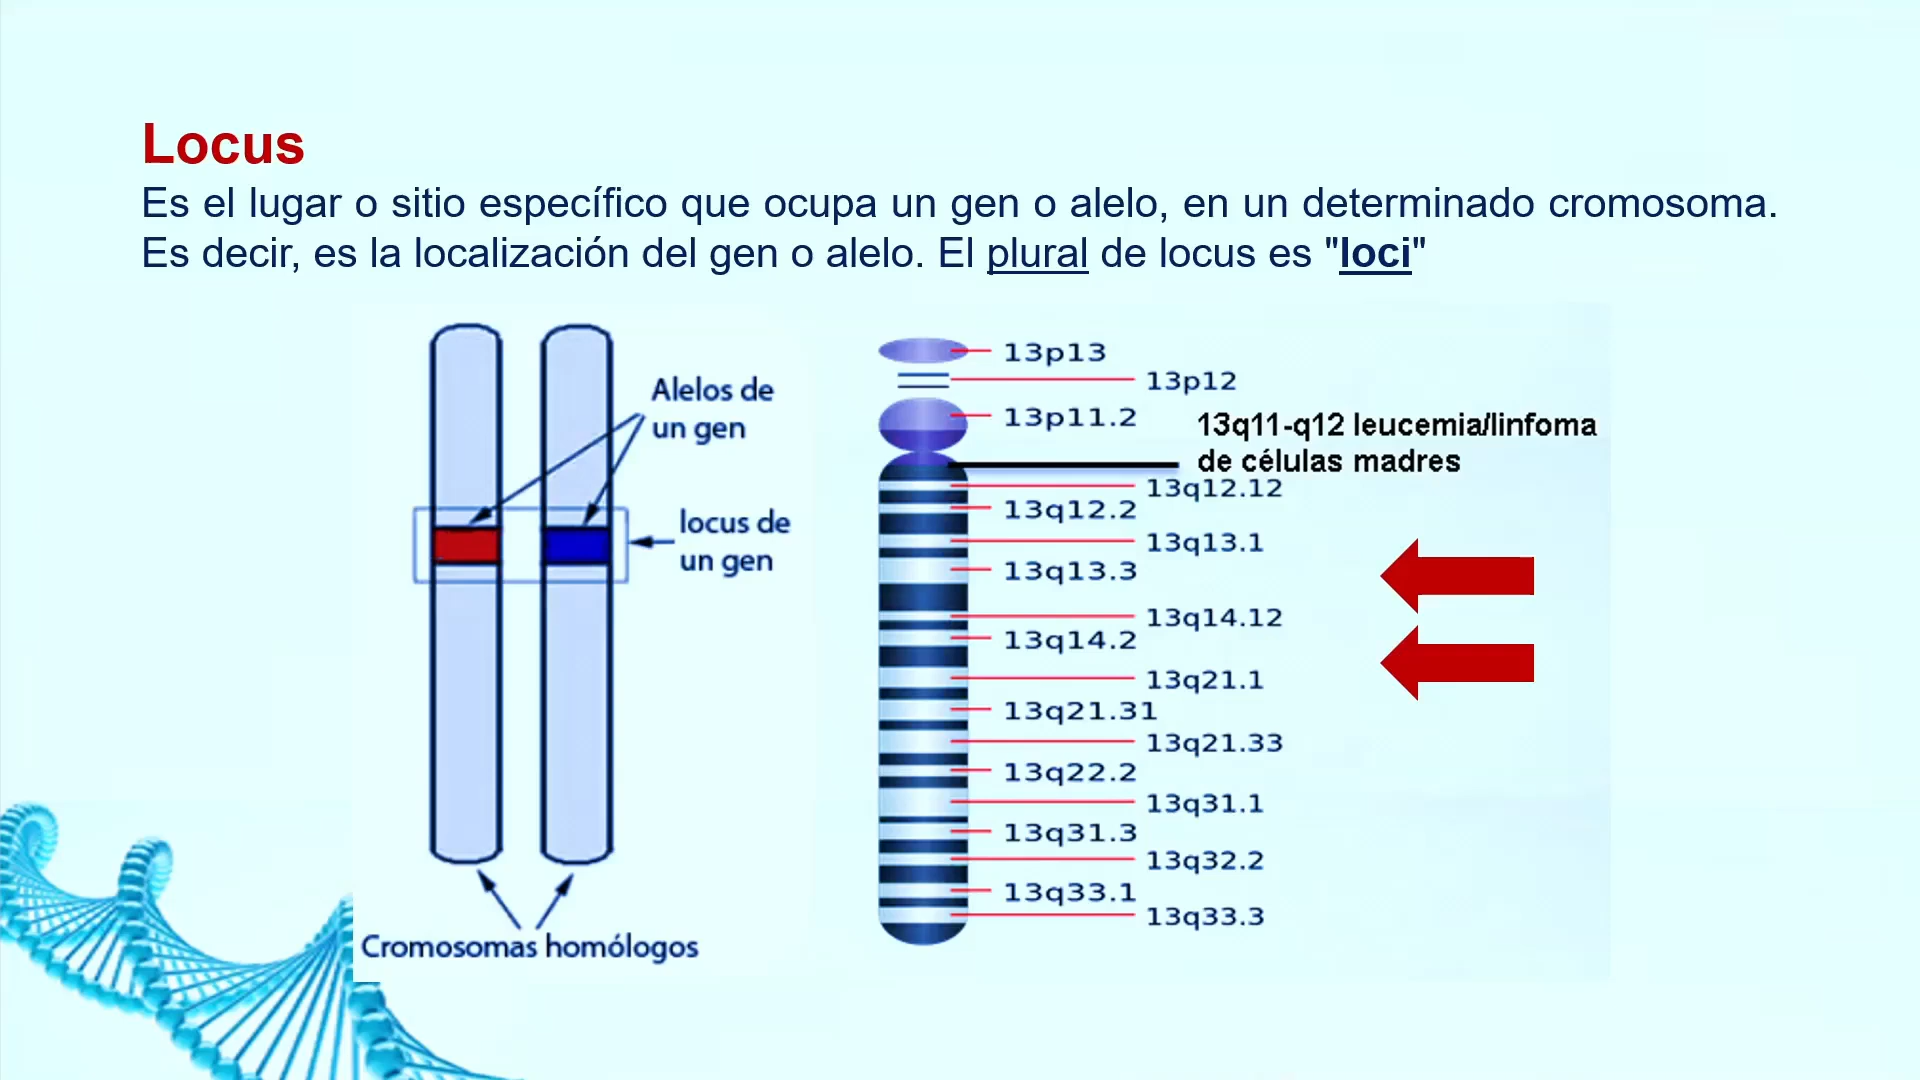 Locus
Es el lugar o sitio específico que ocupa un gen o alelo, en un determinado cromosoma.
Es decir, es la localización del gen o alelo. El plural de locus es "loci"
Alelos de
un gen
locus de
un gen
Cromosomas homólogos
13p13
13p12
13p11.2
13q11-q12 leucemia/linfoma
de células madres
13q12.12
13q12.2
13q13.1
13q13.3
13q14.12
13q14.2
13q21.1
13q21.31
13q21.33
13q22.2
13q31.1
13q31.3
13q32.2
13q33.1
13q33.3